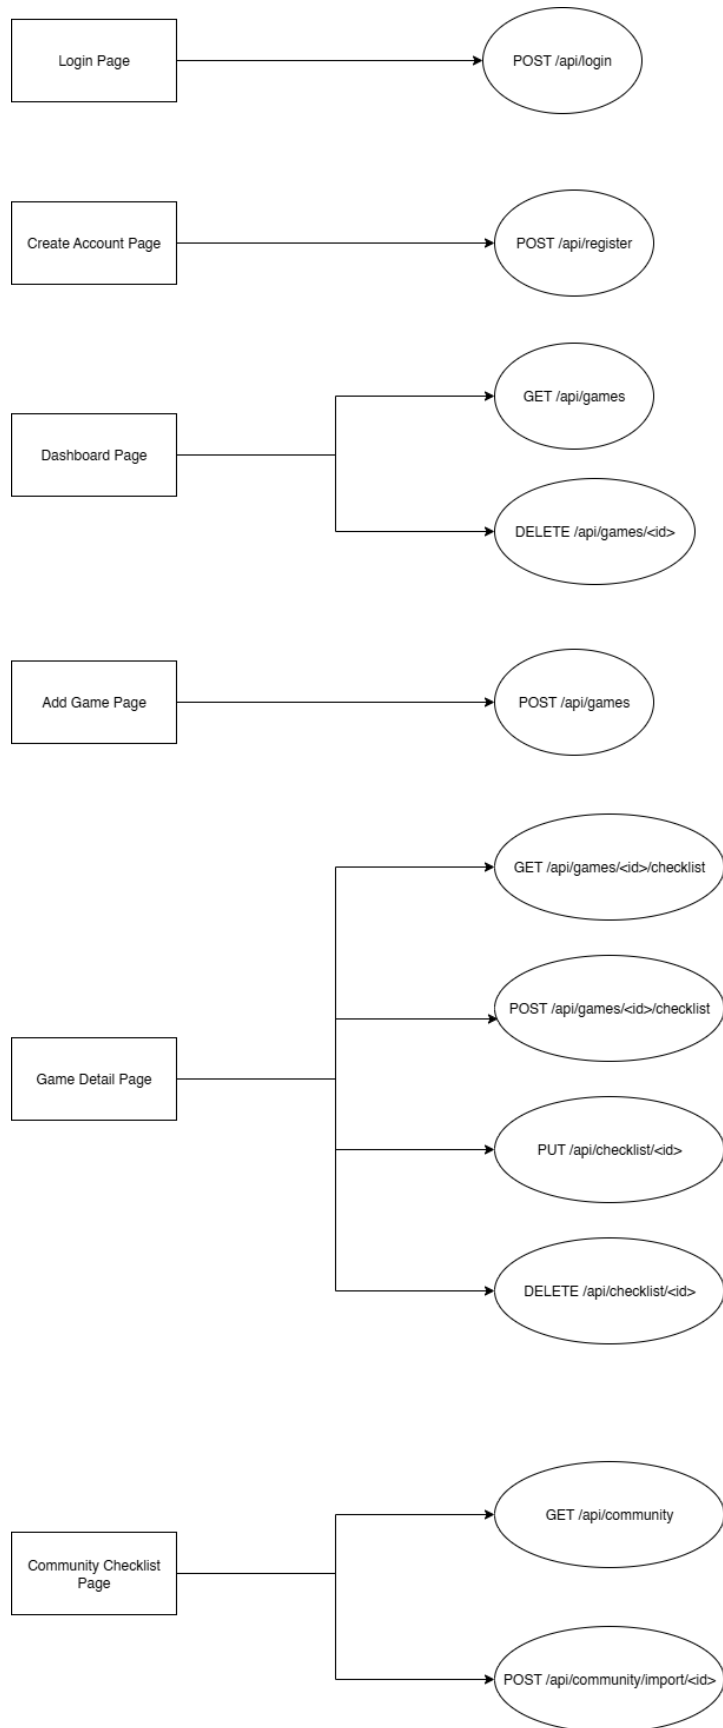 Login Page
POST /api/login
Create Account Page
POST /api/register
Dashboard Page
GET /api/games
DELETE /api/games/<id>
Add Game Page
POST /api/games
Game Detail Page
GET /api/games/<id>/checklist
POST /api/games/<id>/checklist
PUT /api/checklist/<id>
DELETE /api/checklist/<id>
Community Checklist
Page
GET /api/community
POST /api/community/import/<id>